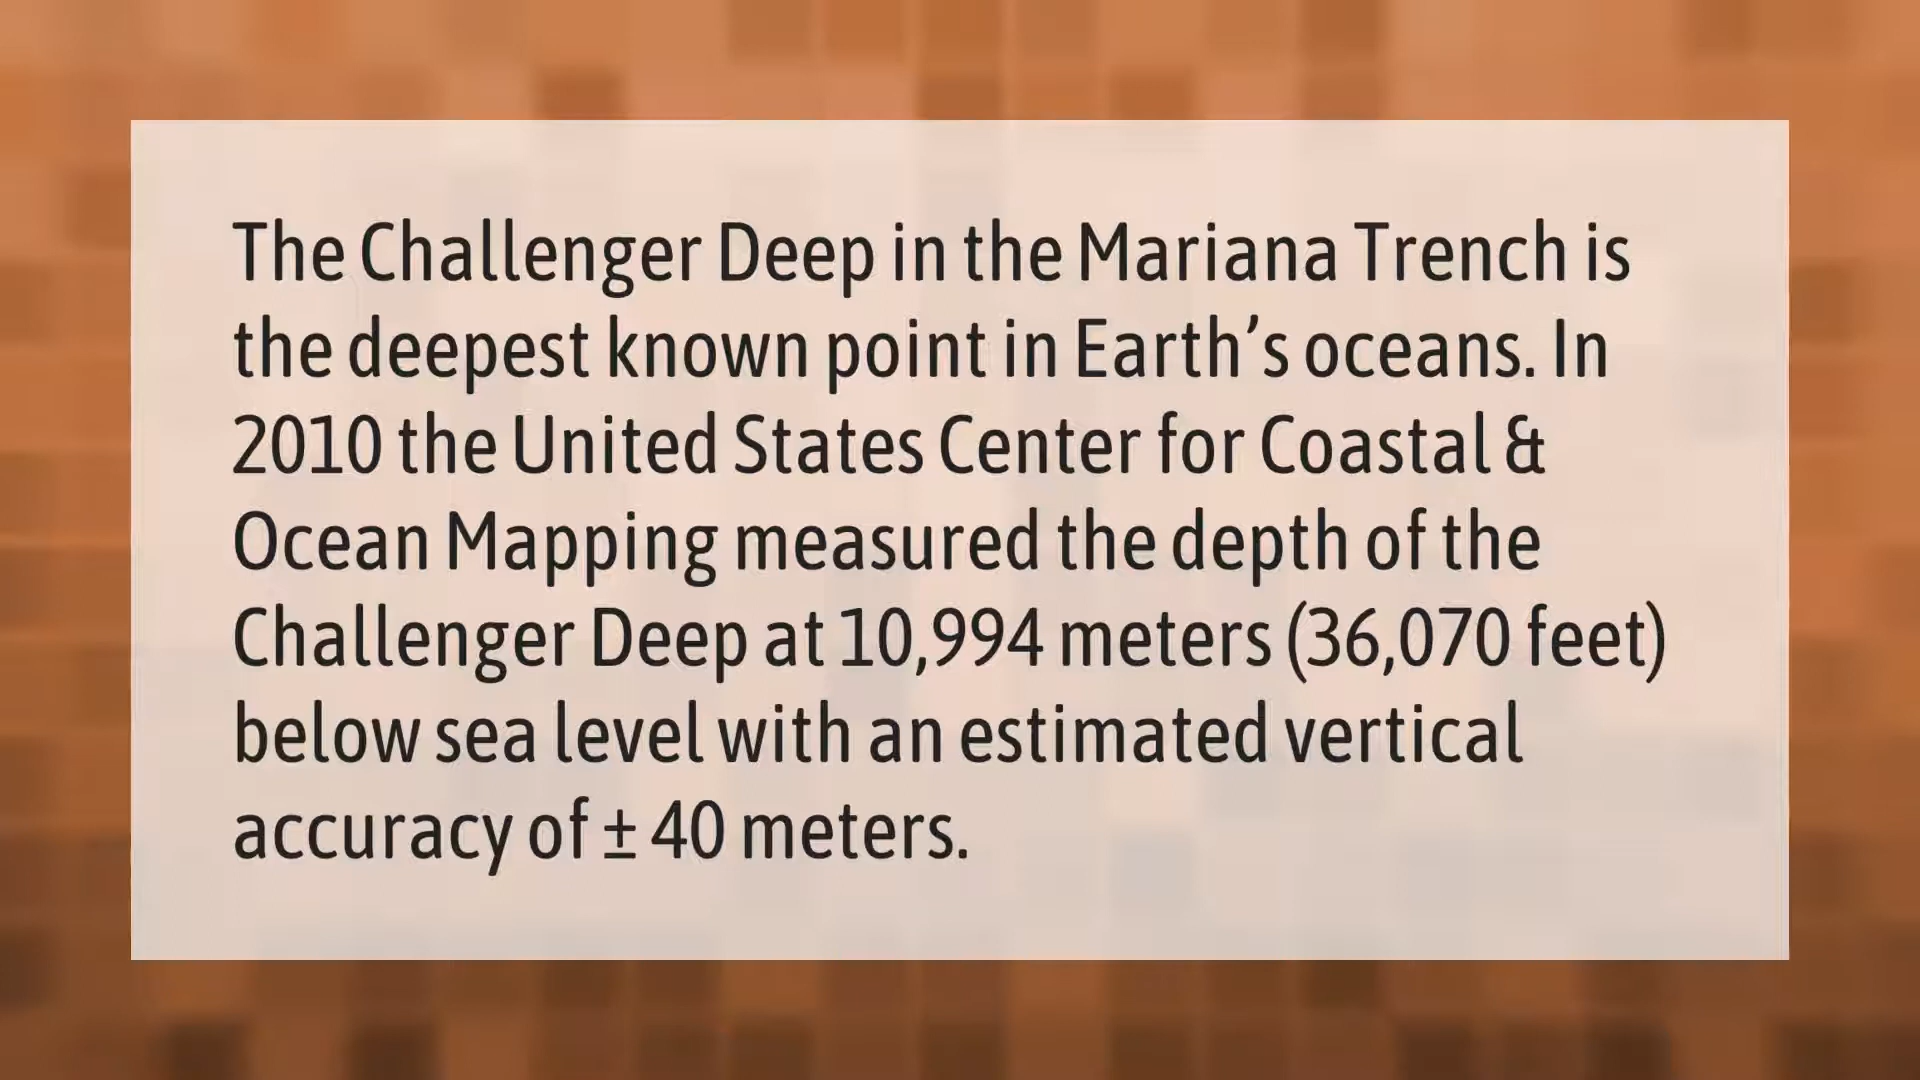 The Challenger Deep in the Mariana Trench is
the deepest known point in Earth’s oceans. In
2010 the United States Center for Coastal &
Ocean Mapping measured the depth of the
Challenger Deep at 10,994 meters (36,070 feet)
below sea level with an estimated vertical
accuracy of ± 40 meters.